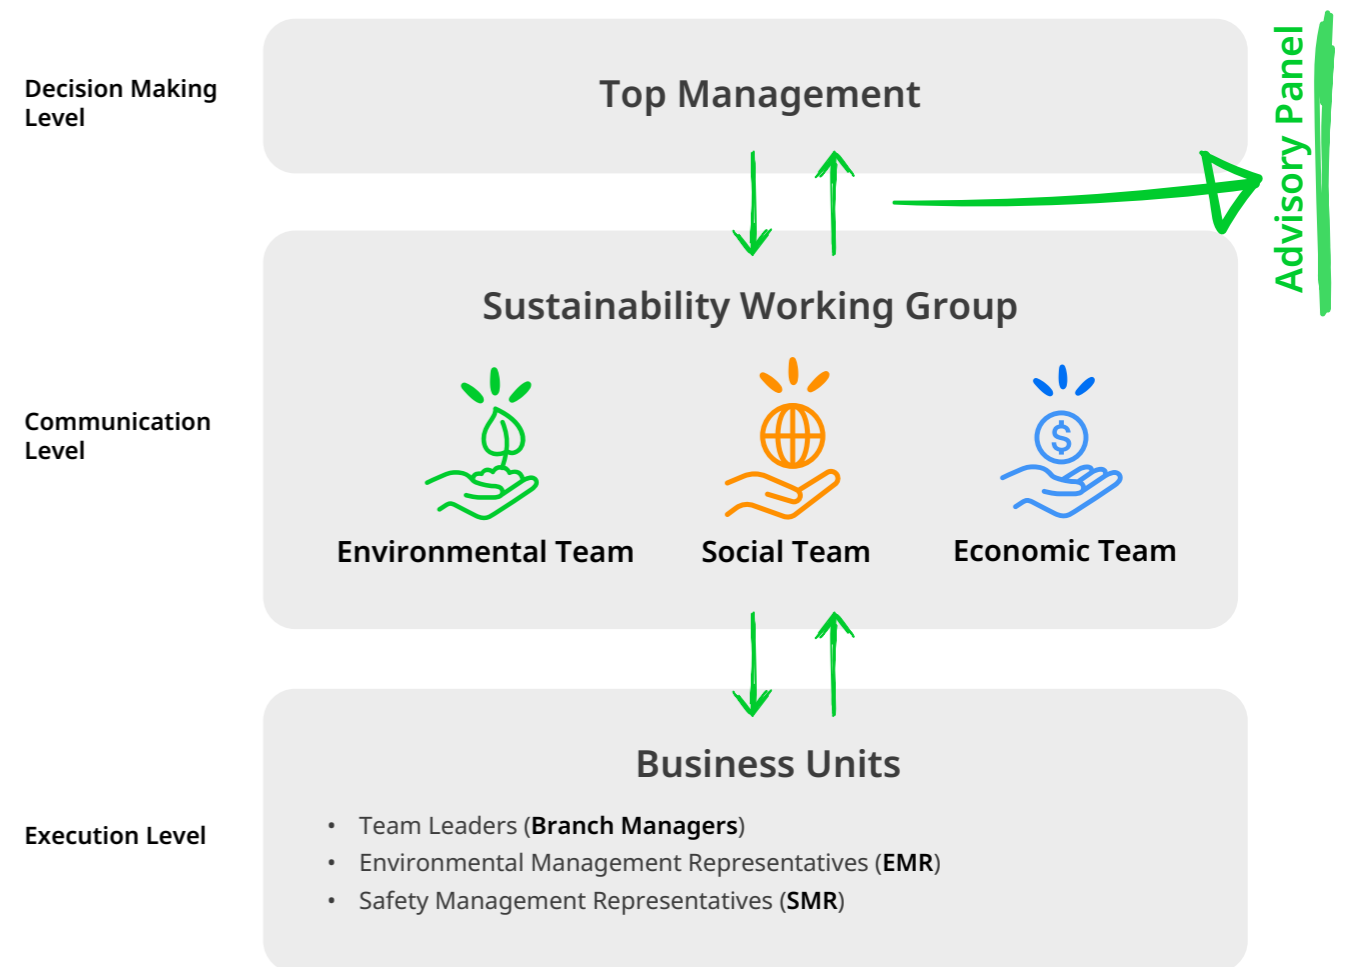 Decision Making
Level
Top Management
Advisory Panel
Sustainability Working Group
Communication
Level
$
Environmental Team
Social Team
Economic Team
Business Units
Execution Level
• Team Leaders (Branch Managers)
• Environmental Management Representatives (EMR)
• Safety Management Representatives (SMR)